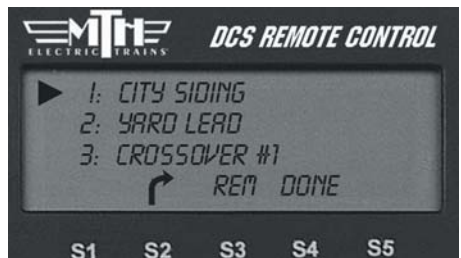 MTH DCS REMOTE CONTROL
ELECTRIC TRAINS
1: CITY SIDING
2: YARD LEAD
3: CROSSOVER #1
REM DONE
S1 S2 S3 S4 S5